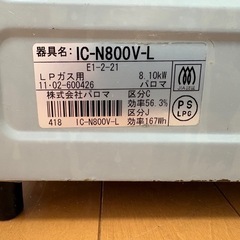 器具名: IC-N800V-L
E1-2-21
LPガス用 8.10kW
11.02-600426 パロマ
株式会社パロマ 区分C
効率56.3%
区分J
418 IC-N800V-L 効率167Wh
PS
LPG